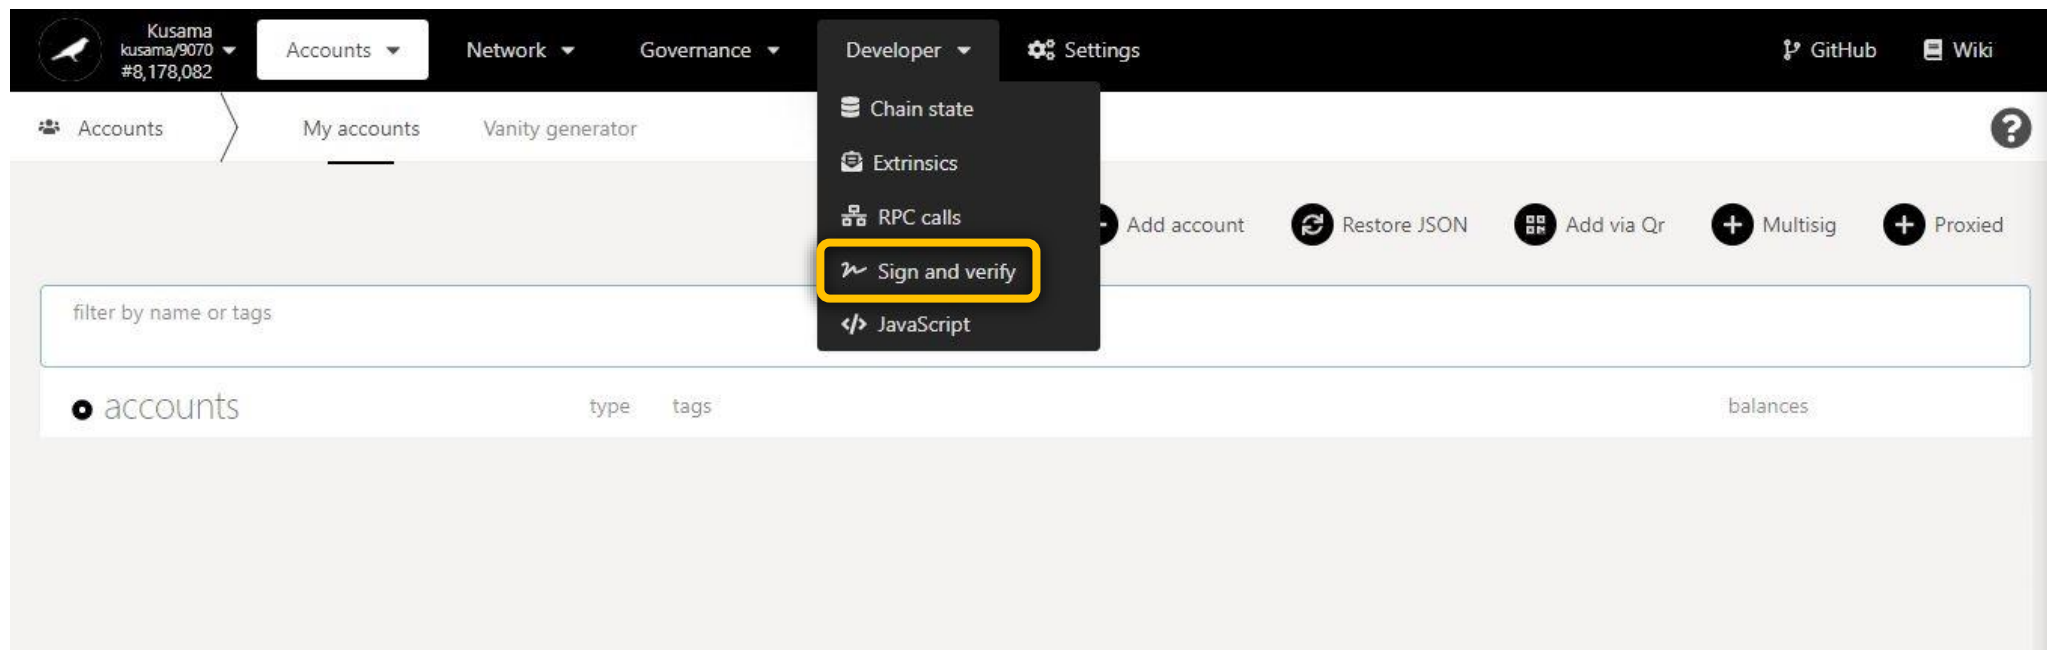 Kusama
kusama/9070
#8,178,082
Accounts
Network
Governance
Developer
Settings
GitHub
Wiki
Accounts
My accounts
Vanity generator
Chain state
Extrinsics
RPC calls
Sign and verify
JavaScript
Add account
Restore JSON
Add via Qr
Multisig
Proxied
filter by name or tags
accounts
type
tags
balances